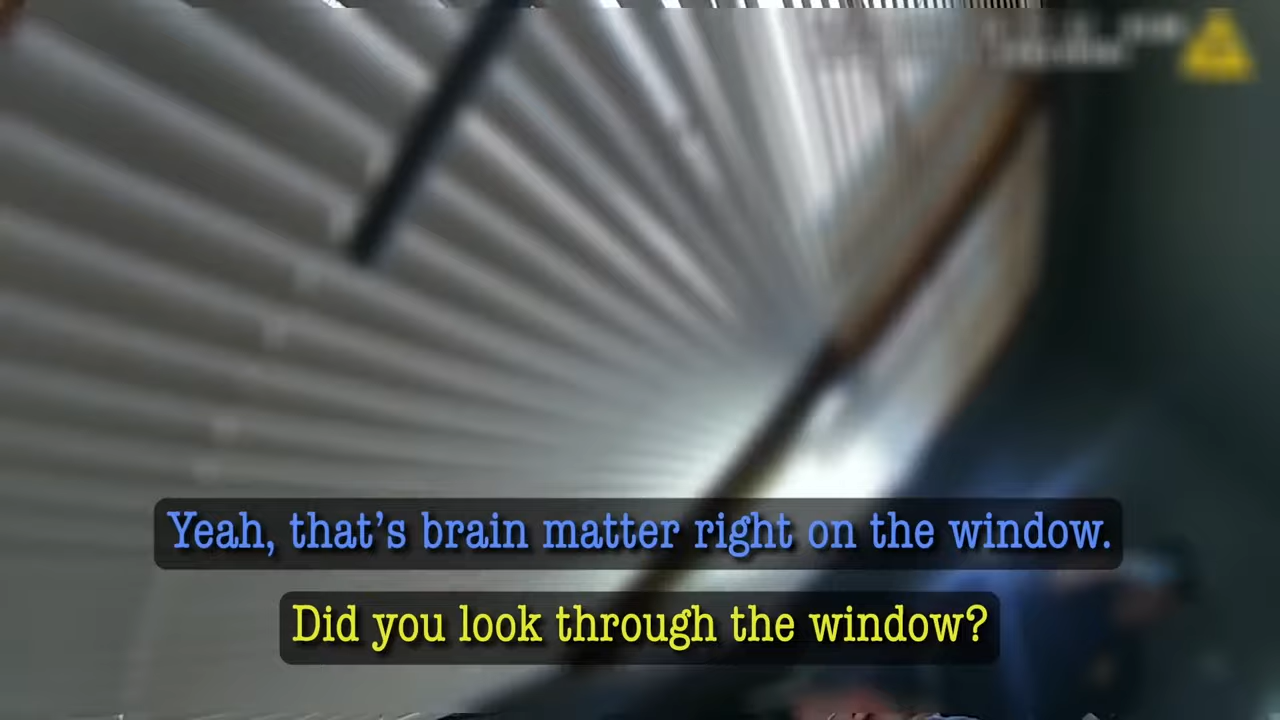 Yeah, that's brain matter right on the window.
Did you look through the window?